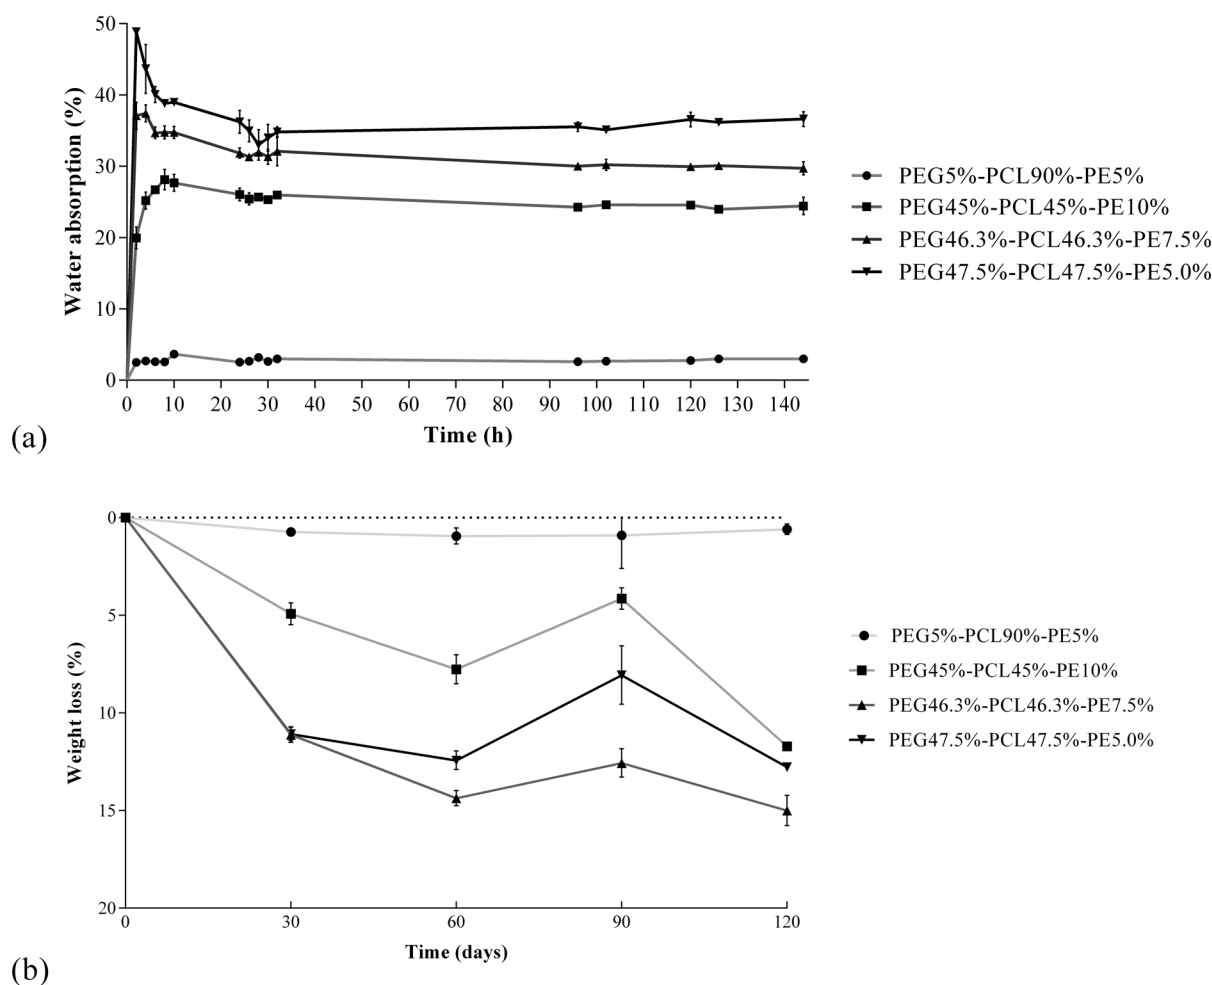 50
40
30
20
10
0
Water absorption (%)
0 10 20 30 40 50 60 70 80 90 100 110 120 130 140
Time (h)
PEG5%-PCL90%-PE5%
PEG45%-PCL45%-PE10%
PEG46.3%-PCL46.3%-PE7.5%
PEG47.5%-PCL47.5%-PE5.0%
(a)
0
5
10
15
20
Weight loss (%)
0 30 60 90 120
Time (days)
PEG5%-PCL90%-PE5%
PEG45%-PCL45%-PE10%
PEG46.3%-PCL46.3%-PE7.5%
PEG47.5%-PCL47.5%-PE5.0%
(b)